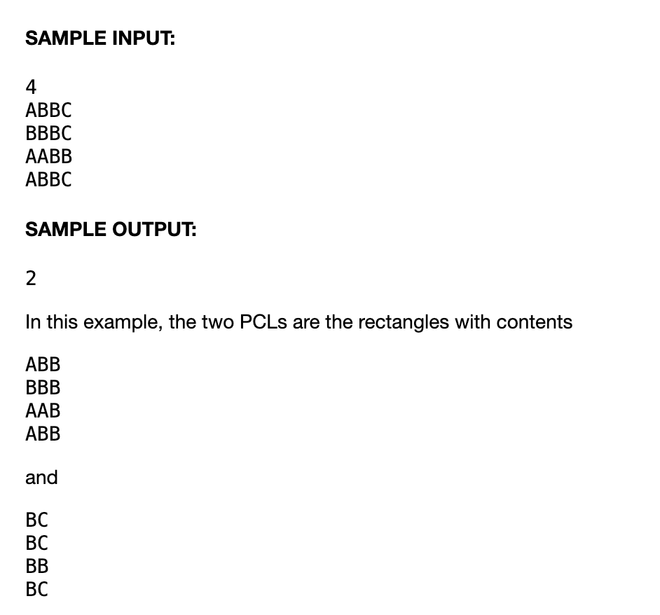 SAMPLE INPUT:
4
ABBC
BBBC
AABB
ABBC
SAMPLE OUTPUT:
2
In this example, the two PCLs are the rectangles with contents
ABB
BBB
AAB
ABB
and
BC
BC
BB
BC